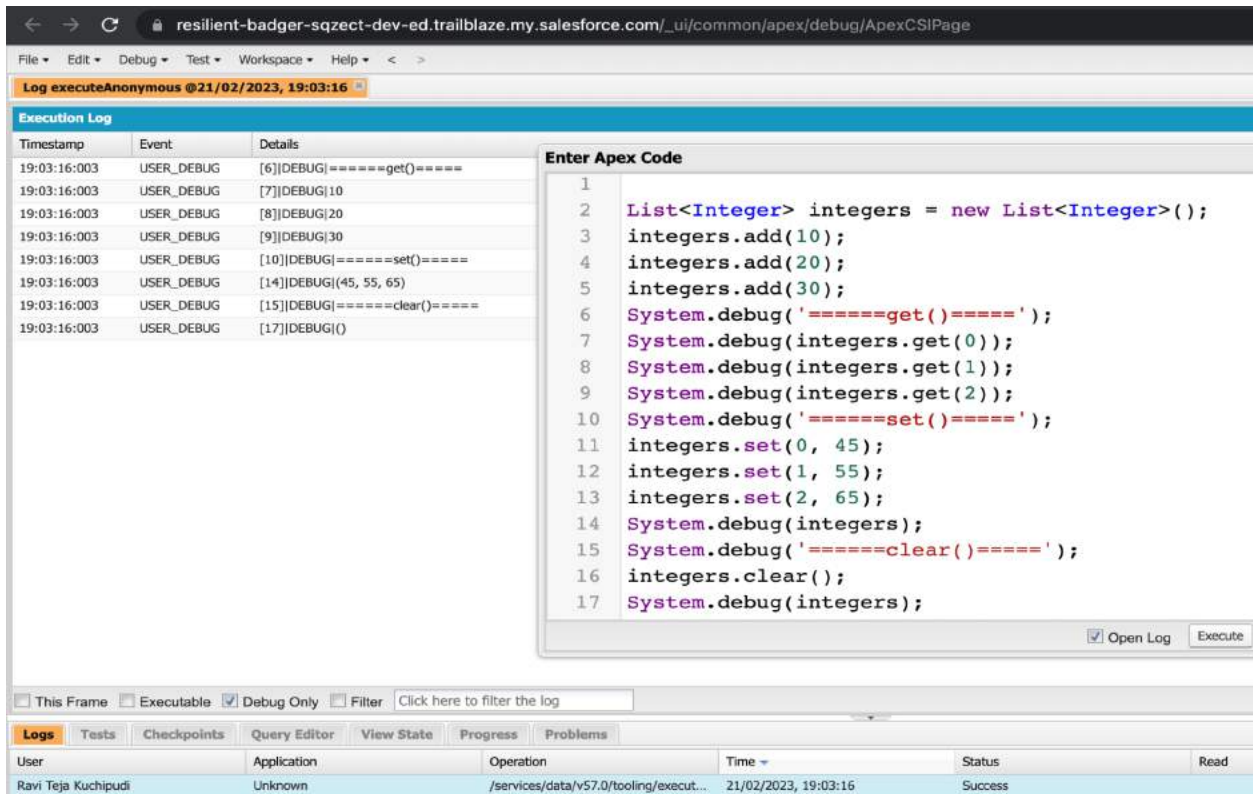 resilient-badger-sqzect-dev-ed.trailblaze.my.salesforce.com/_ui/common/apex/debug/ApexCSIPage
File Edit Debug Test Workspace Help < >
Log executeAnonymous @21/02/2023, 19:03:16
Execution Log
Timestamp Event Details
19:03:16:003 USER_DEBUG [6]|DEBUG|======get()=====
19:03:16:003 USER_DEBUG [7]|DEBUG|10
19:03:16:003 USER_DEBUG [8]|DEBUG|20
19:03:16:003 USER_DEBUG [9]|DEBUG|30
19:03:16:003 USER_DEBUG [10]|DEBUG|======set()=====
19:03:16:003 USER_DEBUG [14]|DEBUG|(45, 55, 65)
19:03:16:003 USER_DEBUG [15]|DEBUG|======clear()=====
19:03:16:003 USER_DEBUG [17]|DEBUG|()
Enter Apex Code
1
2 List<Integer> integers = new List<Integer>();
3 integers.add(10);
4 integers.add(20);
5 integers.add(30);
6 System.debug('======get()=====');
7 System.debug(integers.get(0));
8 System.debug(integers.get(1));
9 System.debug(integers.get(2));
10 System.debug('======set()=====');
11 integers.set(0, 45);
12 integers.set(1, 55);
13 integers.set(2, 65);
14 System.debug(integers);
15 System.debug('======clear()=====');
16 integers.clear();
17 System.debug(integers);
Open Log Execute
This Frame Executable Debug Only Filter Click here to filter the log
Logs Tests Checkpoints Query Editor View State Progress Problems
User Application Operation Time Status Read
Ravi Teja Kuchipudi Unknown /services/data/v57.0/tooling/execut... 21/02/2023, 19:03:16 Success